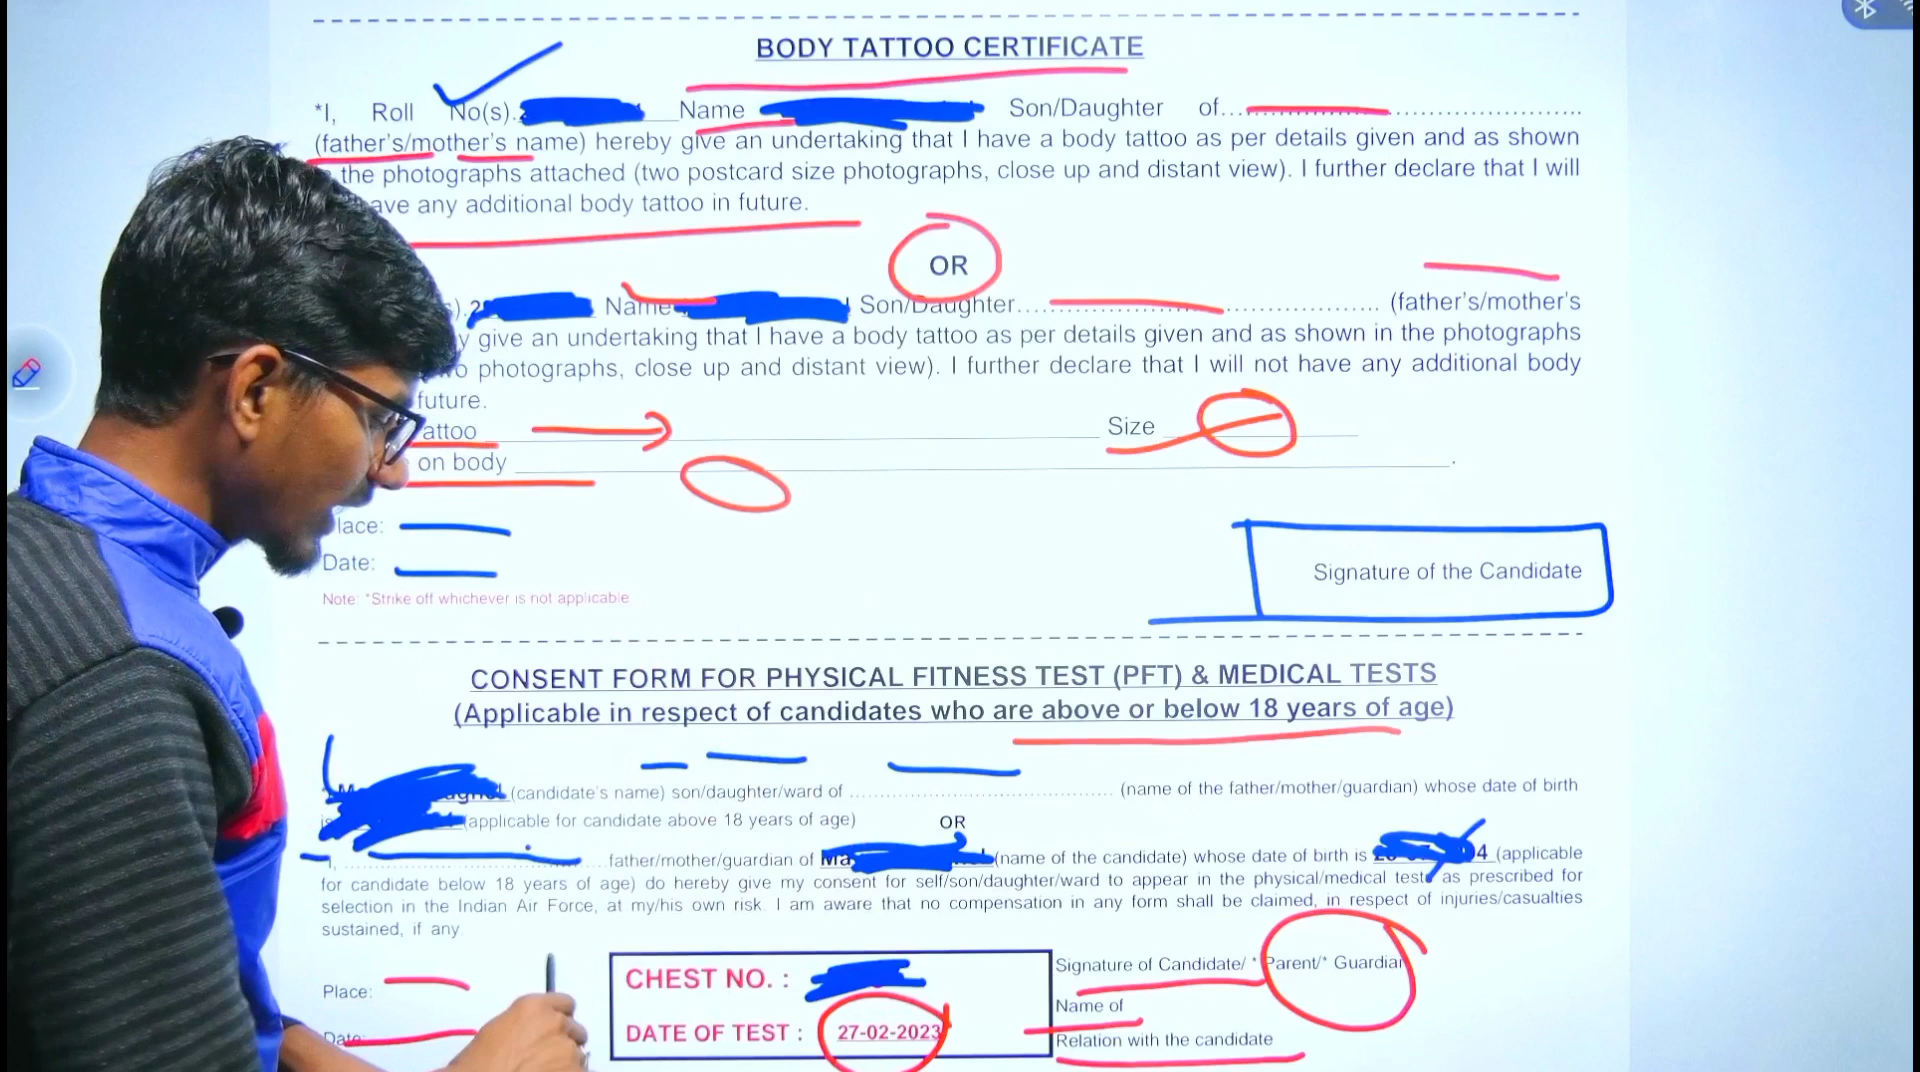 BODY TATTOO CERTIFICATE
*I, Roll No(s). Name Son/Daughter of...
(father's/mother's name) hereby give an undertaking that I have a body tattoo as per details given and as shown
the photographs attached (two postcard size photographs, close up and distant view). I further declare that I will
ave any additional body tattoo in future.
OR
).2 Name Son/Daughter... (father's/mother's
y give an undertaking that I have a body tattoo as per details given and as shown in the photographs
photographs, close up and distant view). I further declare that I will not have any additional body
future.
attoo Size
on body
lace:
Date:
Signature of the Candidate
Note: *Strike off whichever is not applicable
CONSENT FORM FOR PHYSICAL FITNESS TEST (PFT) & MEDICAL TESTS
(Applicable in respect of candidates who are above or below 18 years of age)
(candidate's name) son/daughter/ward of ... (name of the father/mother/guardian) whose date of birth
is (applicable for candidate above 18 years of age)
OR
I, ... father/mother/guardian of Ma (name of the candidate) whose date of birth is 4 (applicable
for candidate below 18 years of age) do hereby give my consent for self/son/daughter/ward to appear in the physical/medical tests as prescribed for
selection in the Indian Air Force, at my/his own risk. I am aware that no compensation in any form shall be claimed, in respect of injuries/casualties
sustained, if any
Place:
Date:
CHEST NO. :
DATE OF TEST : 27-02-2023
Signature of Candidate/ * Parent/* Guardian
Name of
Relation with the candidate